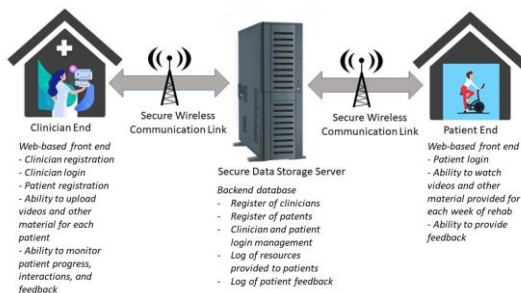 Secure Wireless
Communication Link
Secure Wireless
Communication Link
Clinician End
Web-based front end
- Clinician registration
- Clinician login
- Patient registration
- Ability to upload
videos and other
material for each
patient
- Ability to monitor
patient progress,
interactions, and
feedback
Secure Data Storage Server
Backend database
- Register of clinicians
- Register of patents
- Clinician and patient
login management
- Log of resources
provided to patients
- Log of patient feedback
Patient End
Web-based front end
- Patient login
- Ability to watch
videos and other
material provided for
each week of rehab
- Ability to provide
feedback